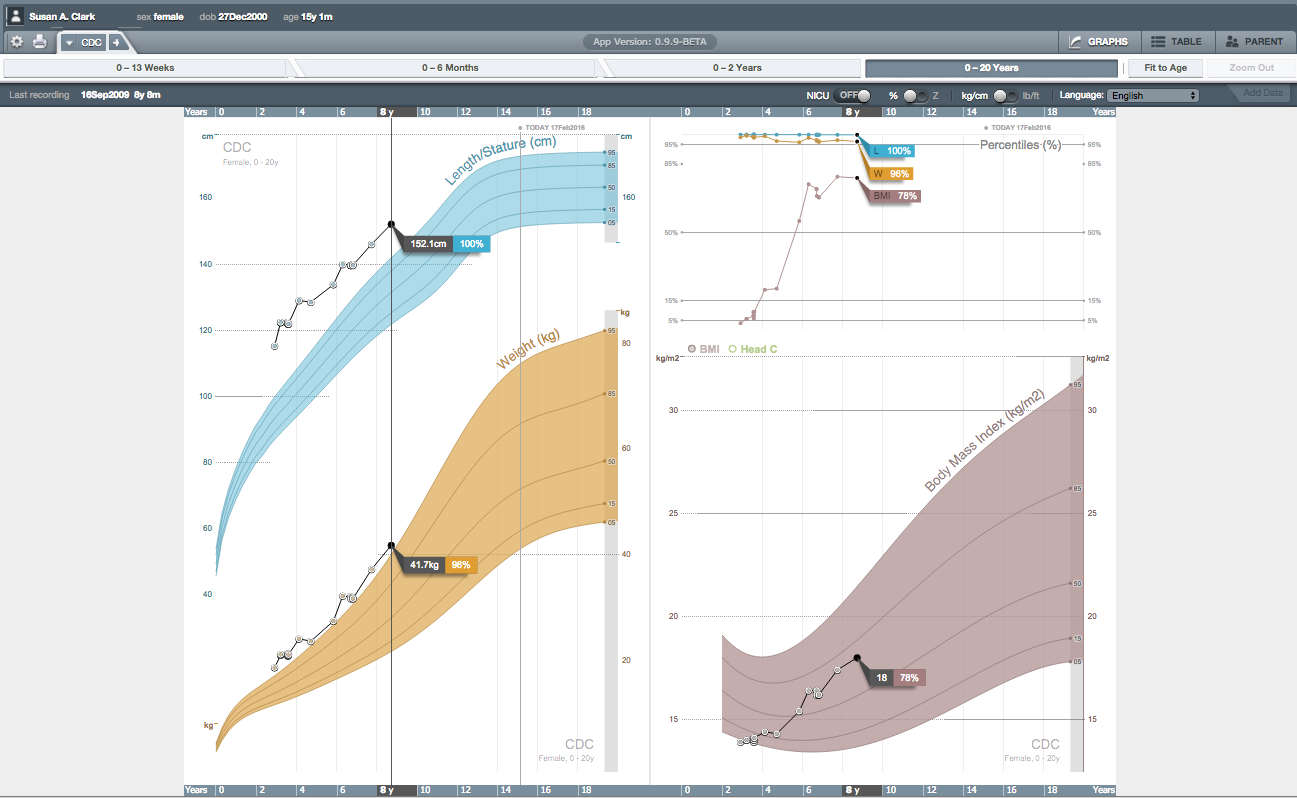 Susan A. Clark sex female dob 27Dec2000 age 15y 1m
CDC + App Version: 0.9.9-BETA GRAPHS TABLE PARENT
0 – 13 Weeks 0 – 6 Months 0 – 2 Years 0 – 20 Years Fit to Age Zoom Out
Last recording 16Sep2009 8y 8m NICU OFF % Z kg/cm lb/ft Language: English Add Data
Years 0 2 4 6 8 y 10 12 14 16 18 0 2 4 6 8 y 10 12 14 16 18 Years
TODAY 17Feb2016 TODAY 17Feb2016
cm cm
CDC
Female, 0 - 20y
Length/Stature (cm)
95
85
50
15
05
160 160
140
120
100
80
60
40
152.1cm 100%
kg
Weight (kg)
95
80
85
60
50
15
05
40
20
41.7kg 96%
kg
CDC
Female, 0 - 20y
Percentiles (%)
95% 95%
85% 85%
50% 50%
15% 15%
5% 5%
L 100%
W 96%
BMI 78%
BMI Head C
kg/m2 kg/m2
Body Mass Index (kg/m2)
95
30 30
85
25 25
50
20 20
15
05
18 78%
15 15
CDC
Female, 0 - 20y
Years 0 2 4 6 8 y 10 12 14 16 18 0 2 4 6 8 y 10 12 14 16 18 Years